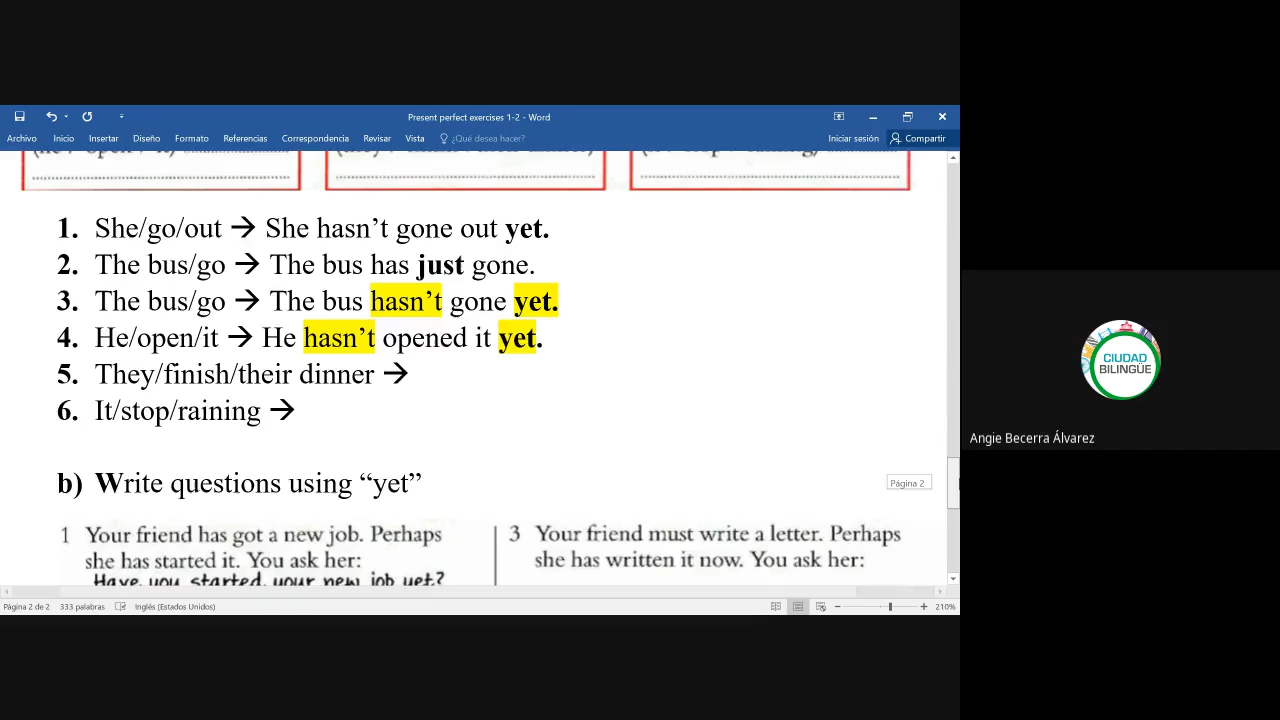 Present perfect exercises 1-2 - Word
Archivo Inicio Insertar Diseño Formato Referencias Correspondencia Revisar Vista ¿Qué desea hacer? Iniciar sesión Compartir
1. She/go/out → She hasn’t gone out yet.
2. The bus/go → The bus has just gone.
3. The bus/go → The bus hasn’t gone yet.
4. He/open/it → He hasn’t opened it yet.
5. They/finish/their dinner →
6. It/stop/raining →
b) Write questions using “yet”
Página 2
1 Your friend has got a new job. Perhaps
she has started it. You ask her:
Have you started your new job yet?
3 Your friend must write a letter. Perhaps
she has written it now. You ask her:
Página 2 de 2 333 palabras Inglés (Estados Unidos) 210%
CIUDAD
BILINGÜE
Angie Becerra Álvarez